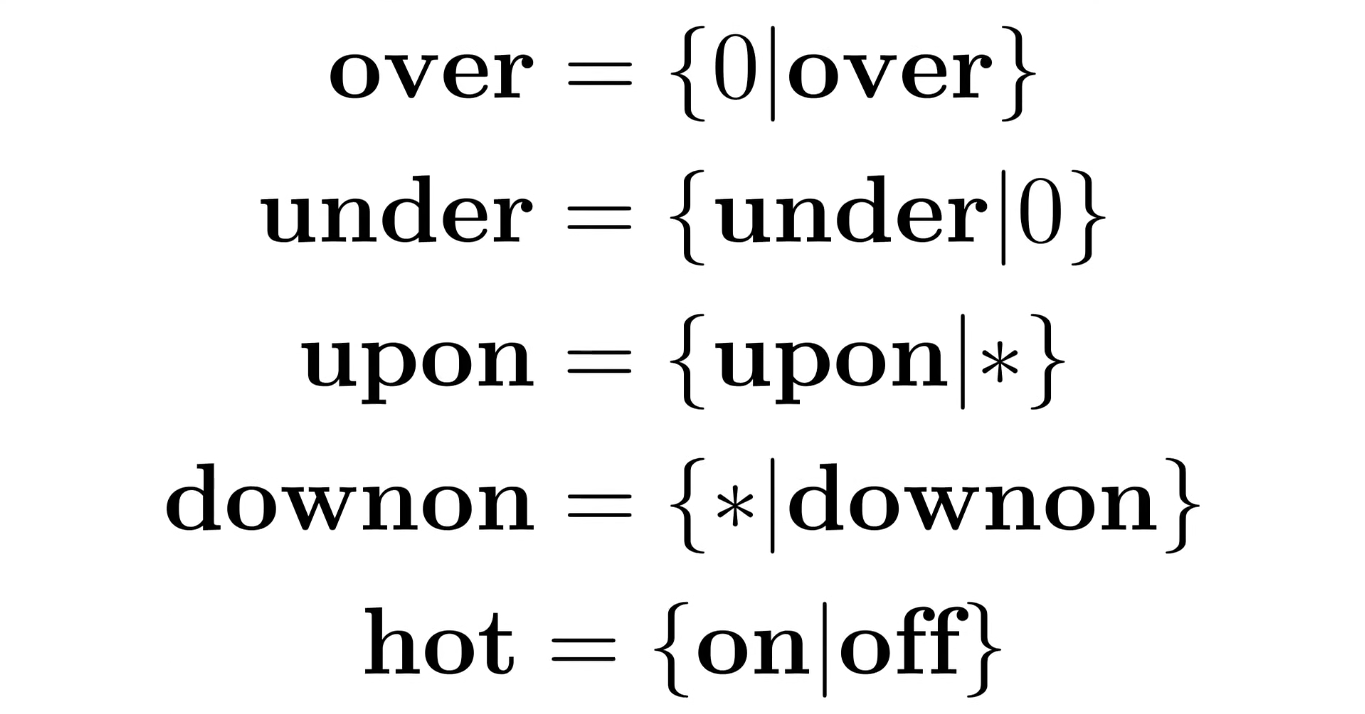 over = {0|over}
under = {under|0}
upon = {upon|*}
downon = {*|downon}
hot = {on|off}